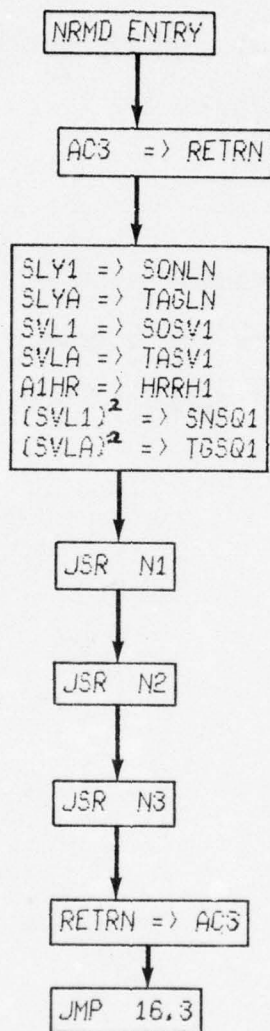 NRMD ENTRY
AC3 => RETRN
SLY1 => SONLN
SLYA => TAGLN
SVL1 => SOSV1
SVLA => TASV1
A1HR => HRRH1
(SVL1)² => SNSQ1
(SVLA)² => TGSQ1
JSR N1
JSR N2
JSR N3
RETRN => AC3
JMP 16,3